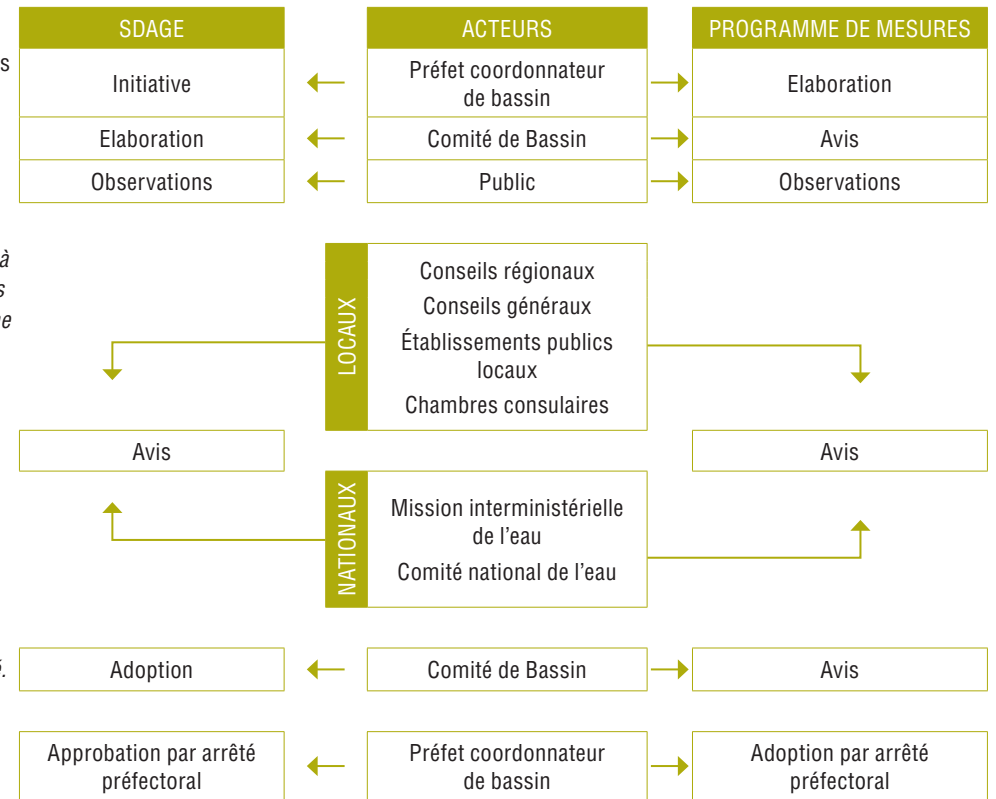 SDAGE
ACTEURS
PROGRAMME DE MESURES
s
Initiative
Préfet coordonnateur
de bassin
Elaboration
Elaboration
Comité de Bassin
Avis
Observations
Public
Observations
à
s
LOCAUX
Conseils régionaux
Conseils généraux
Établissements publics
locaux
Chambres consulaires
Avis
Avis
NATIONAUX
Mission interministérielle
de l'eau
Comité national de l'eau
Adoption
Comité de Bassin
Avis
Approbation par arrêté
préfectoral
Préfet coordonnateur
de bassin
Adoption par arrêté
préfectoral